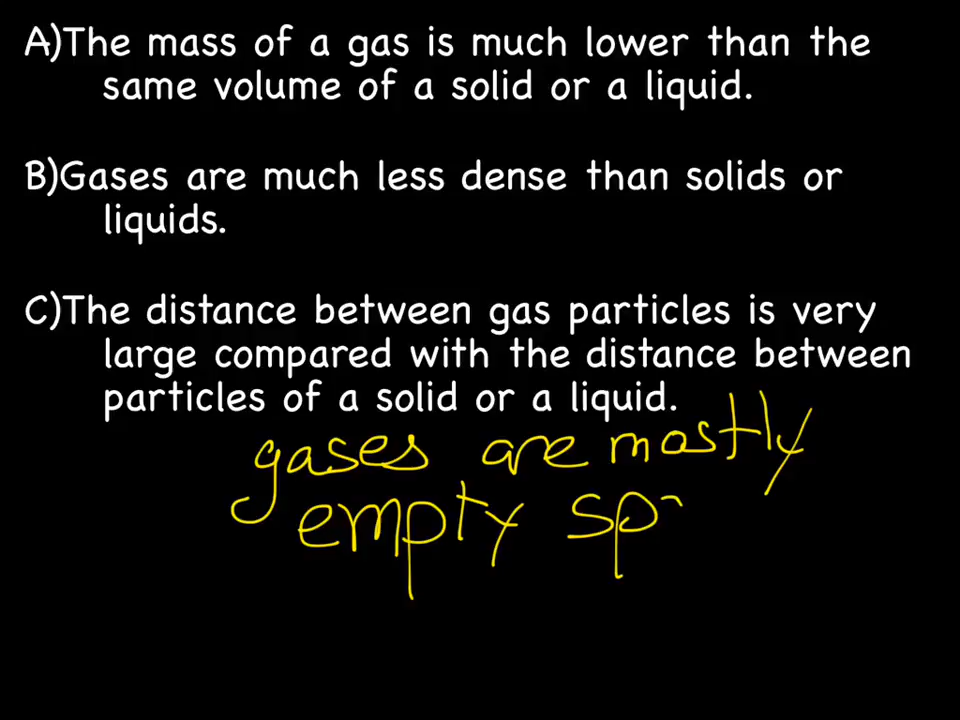 A)The mass of a gas is much lower than the
same volume of a solid or a liquid.
B)Gases are much less dense than solids or
liquids.
C)The distance between gas particles is very
large compared with the distance between
particles of a solid or a liquid.
gases are mostly
empty sp